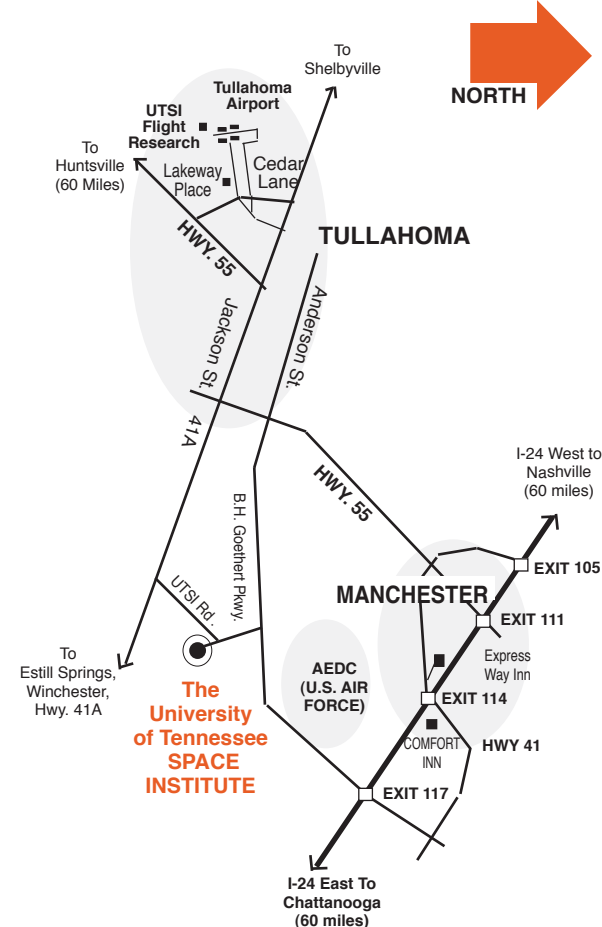 To
Shelbyville
NORTH
Tullahoma
Airport
UTSI
Flight
Research
To
Huntsville
(60 Miles)
Lakeway
Place
Cedar
Lane
HWY. 55
TULLAHOMA
Jackson St.
Anderson St.
41A
HWY. 55
I-24 West to
Nashville
(60 miles)
B.H. Goethert Pkwy.
EXIT 105
UTSI Rd .
MANCHESTER
EXIT 111
To
Estill Springs,
Winchester,
Hwy. 41A
AEDC
(U.S. AIR
FORCE)
Express
Way Inn
The
University
of Tennessee
SPACE
INSTITUTE
EXIT 114
COMFORT
INN
HWY 41
EXIT 117
I-24 East To
Chattanooga
(60 miles)